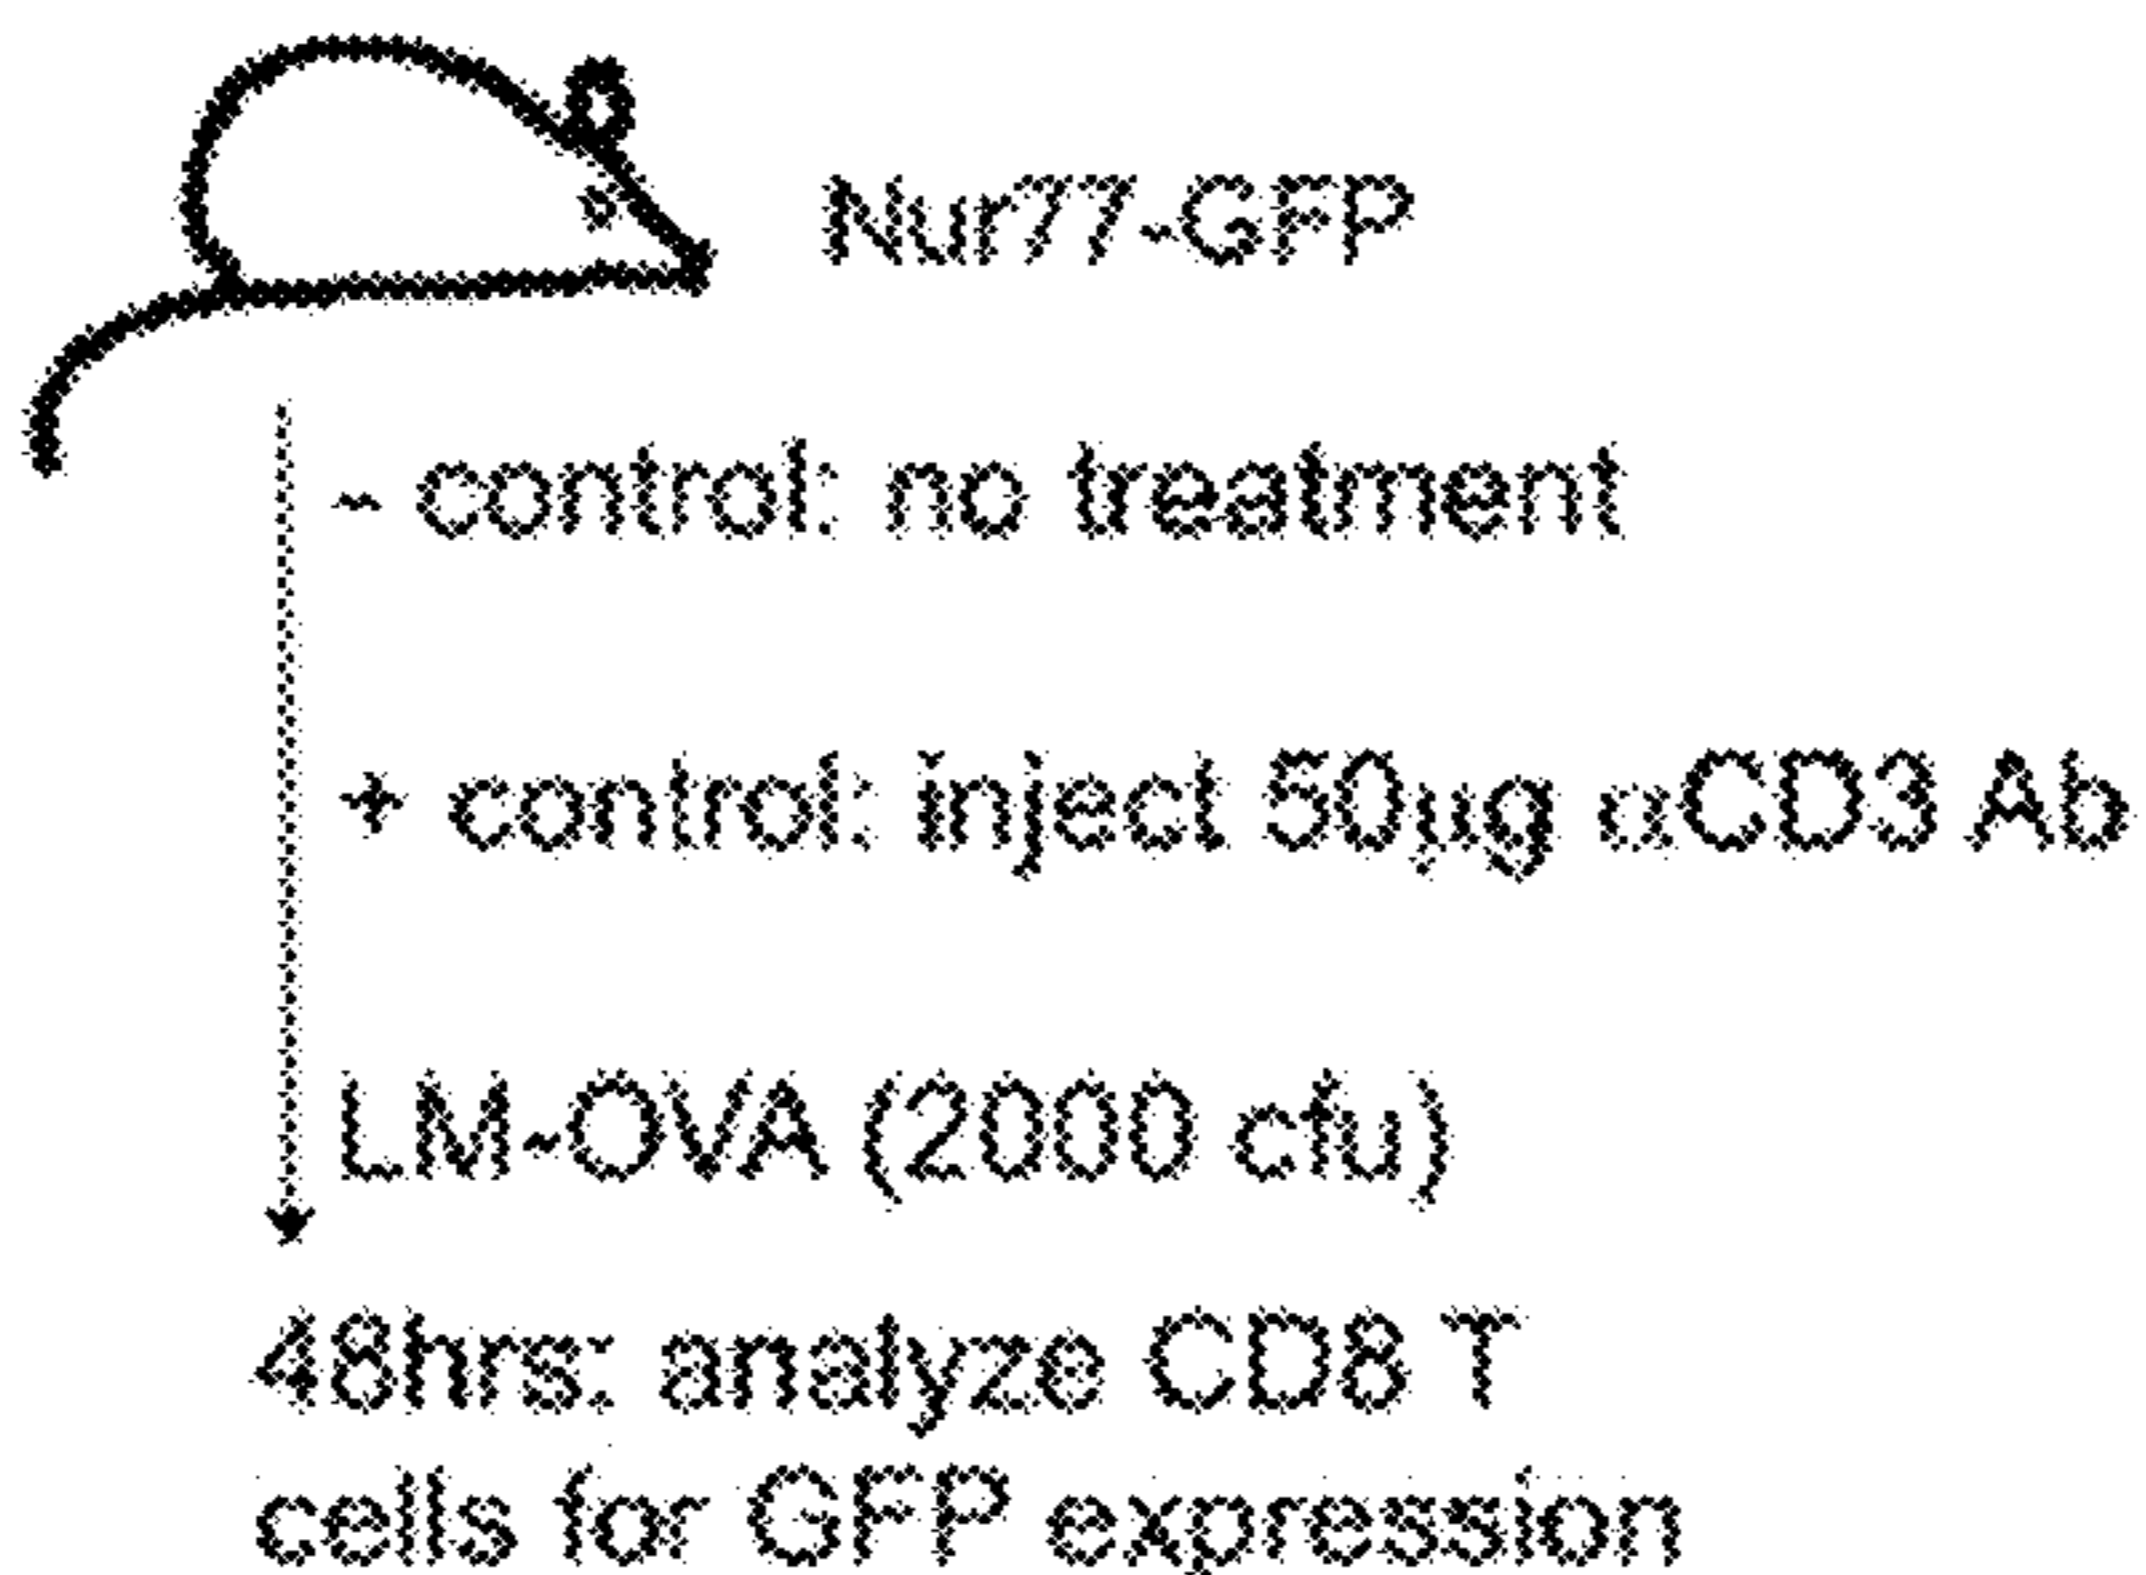 Nur77-GFP
- control: no treatment
+ control: inject 50µg αCD3 Ab
LM-OVA (2000 cfu)
48hrs: analyze CD8 T
cells for GFP expression